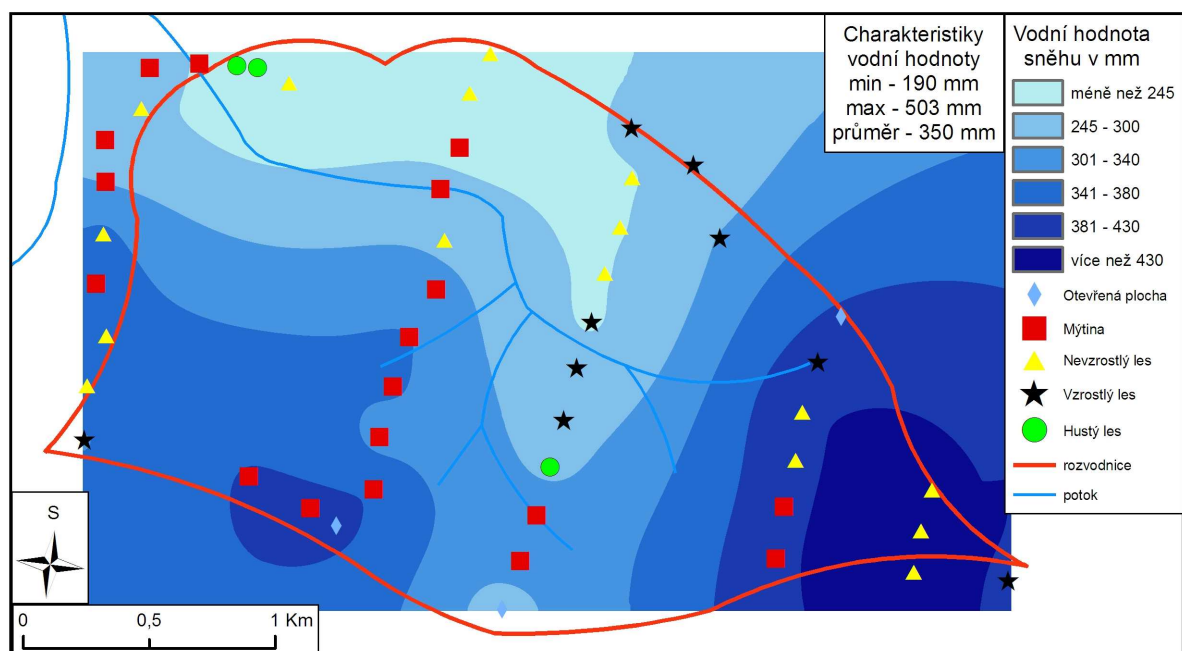 Charakteristiky
vodní hodnoty
min - 190 mm
max - 503 mm
průměr - 350 mm
Vodní hodnota
sněhu v mm
méně než 245
245 - 300
301 - 340
341 - 380
381 - 430
více než 430
Otevřená plocha
Mýtina
Nevzrostlý les
Vzrostlý les
Hustý les
rozvodnice
potok
S
0 0,5 1 Km